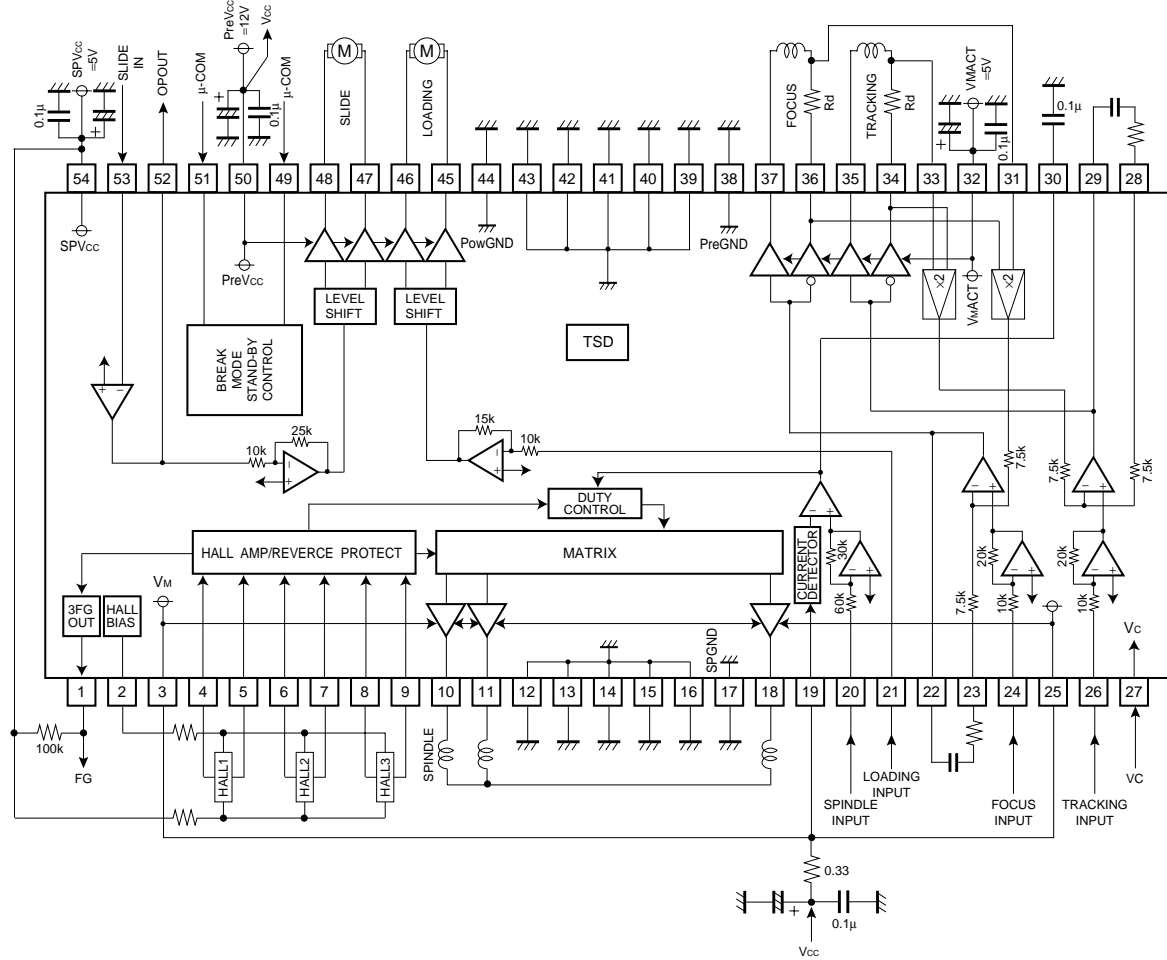 SPVcc
=5V
SLIDE
IN
OPOUT
μ-COM
PreVcc
=12V
Vcc
μ-COM
M
M
SLIDE
LOADING
FOCUS
Rd
TRACKING
Rd
VMACT
=5V
0.1μ
+
+
0.1μ
+
0.1μ
0.1μ
54
53
52
51
50
49
48
47
46
45
44
43
42
41
40
39
38
37
36
35
34
33
32
31
30
29
28
SPVcc
PreVcc
PowGND
PreGND
VMACT
×2
×2
LEVEL
SHIFT
LEVEL
SHIFT
BREAK
MODE
STAND-BY
CONTROL
TSD
+
−
10k
25k
−
+
15k
10k
−
+
7.5k
7.5k
7.5k
−
+
−
+
DUTY
CONTROL
−
+
HALL AMP/REVERCE PROTECT
MATRIX
CURRENT
DETECTOR
30k
−
+
60k
7.5k
20k
−
+
10k
20k
−
+
10k
3FG
OUT
HALL
BIAS
VM
SPGND
Vc
1
2
3
4
5
6
7
8
9
10
11
12
13
14
15
16
17
18
19
20
21
22
23
24
25
26
27
100k
FG
HALL1
HALL2
HALL3
SPINDLE
SPINDLE
INPUT
LOADING
INPUT
FOCUS
INPUT
TRACKING
INPUT
VC
0.33
+
0.1μ
Vcc